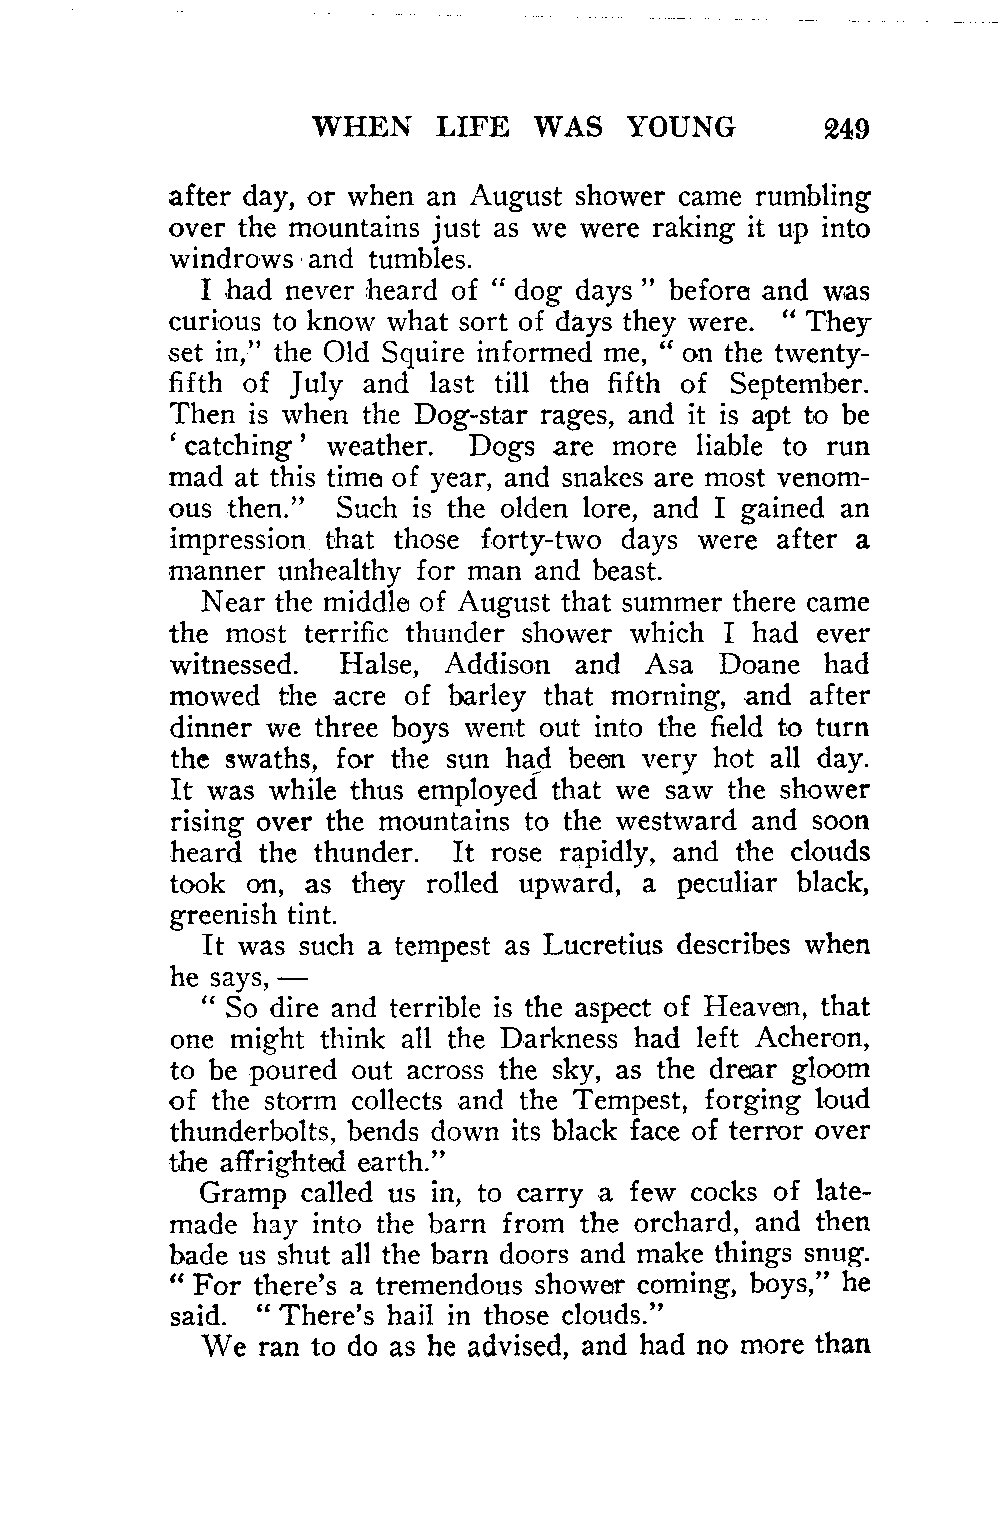 WHEN LIFE WAS YOUNG 249
after day, or when an August shower came rumbling
over the mountains just as we were raking it up into
windrows and tumbles.
I had never heard of “ dog days ” before and was
curious to know what sort of days they were. “ They
set in,” the Old Squire informed me, “ on the twenty-
fifth of July and last till the fifth of September.
Then is when the Dog-star rages, and it is apt to be
‘ catching ’ weather. Dogs are more liable to run
mad at this time of year, and snakes are most venom-
ous then.” Such is the olden lore, and I gained an
impression that those forty-two days were after a
manner unhealthy for man and beast.
Near the middle of August that summer there came
the most terrific thunder shower which I had ever
witnessed. Halse, Addison and Asa Doane had
mowed the acre of barley that morning, and after
dinner we three boys went out into the field to turn
the swaths, for the sun had been very hot all day.
It was while thus employed that we saw the shower
rising over the mountains to the westward and soon
heard the thunder. It rose rapidly, and the clouds
took on, as they rolled upward, a peculiar black,
greenish tint.
It was such a tempest as Lucretius describes when
he says, —
“ So dire and terrible is the aspect of Heaven, that
one might think all the Darkness had left Acheron,
to be poured out across the sky, as the drear gloom
of the storm collects and the Tempest, forging loud
thunderbolts, bends down its black face of terror over
the affrighted earth.”
Gramp called us in, to carry a few cocks of late-
made hay into the barn from the orchard, and then
bade us shut all the barn doors and make things snug.
“ For there’s a tremendous shower coming, boys,” he
said. “ There’s hail in those clouds.”
We ran to do as he advised, and had no more than